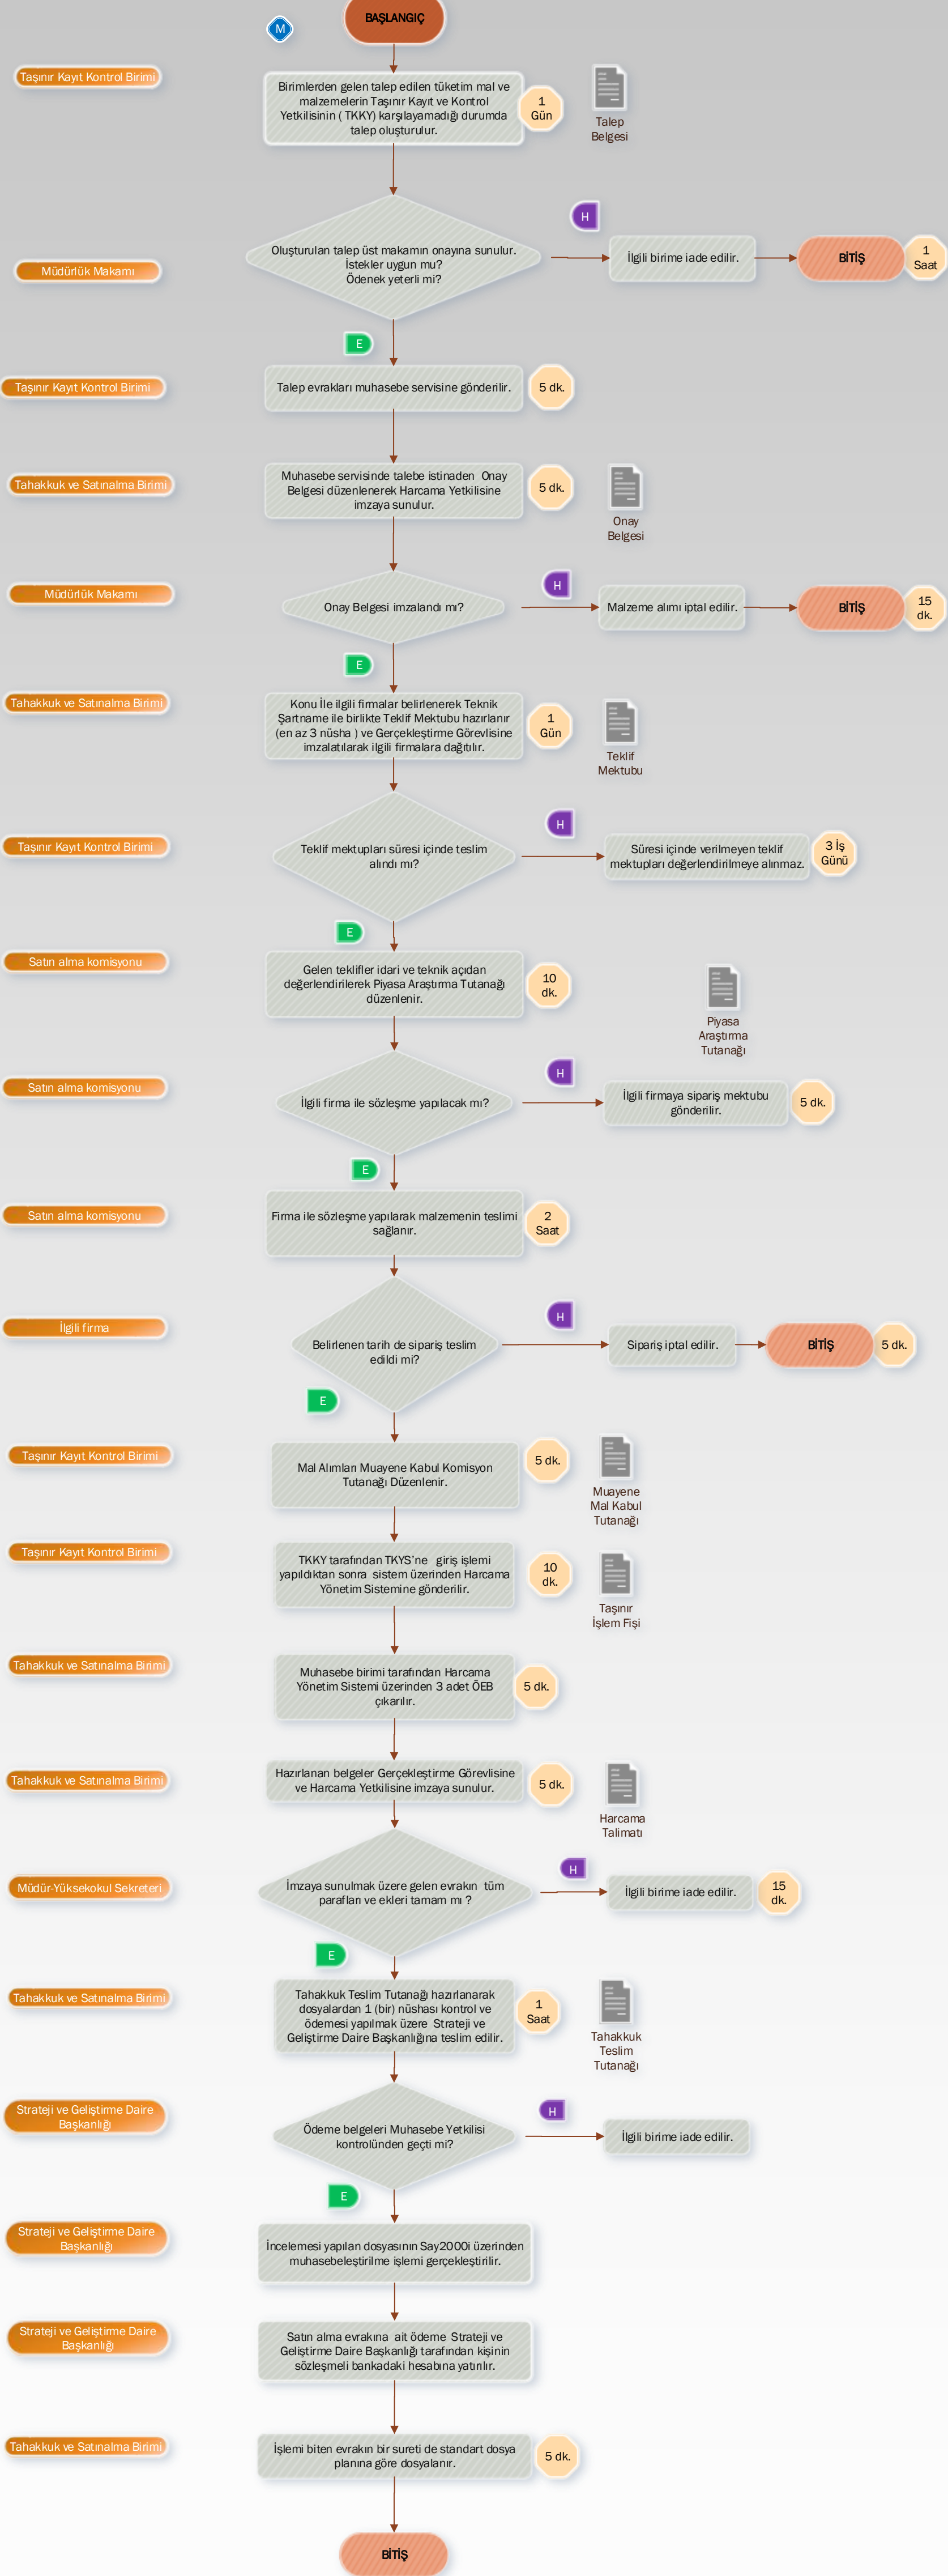 M
BAŞLANGIÇ
Taşınır Kayıt Kontrol Birimi
Birimlerden gelen talep edilen tüketim mal ve
malzemelerin Taşınır Kayıt ve Kontrol
Yetkilisinin ( TKKY) karşılayamadığı durumda
talep oluşturulur.
1
Gün
Talep
Belgesi
Müdürlük Makamı
Oluşturulan talep üst makamın onayına sunulur.
İstekler uygun mu?
Ödenek yeterli mi?
H
İlgili birime iade edilir.
BİTİŞ
1
Saat
E
Taşınır Kayıt Kontrol Birimi
Talep evrakları muhasebe servisine gönderilir.
5 dk.
Tahakkuk ve Satınalma Birimi
Muhasebe servisinde talebe istinaden Onay
Belgesi düzenlenerek Harcama Yetkilisine
imzaya sunulur.
5 dk.
Onay
Belgesi
Müdürlük Makamı
Onay Belgesi imzalandı mı?
H
Malzeme alımı iptal edilir.
BİTİŞ
15
dk.
E
Tahakkuk ve Satınalma Birimi
Konu İle ilgili firmalar belirlenerek Teknik
Şartname ile birlikte Teklif Mektubu hazırlanır
(en az 3 nüsha ) ve Gerçekleştirme Görevlisine
imzalatılarak ilgili firmalara dağıtılır.
1
Gün
Teklif
Mektubu
Taşınır Kayıt Kontrol Birimi
Teklif mektupları süresi içinde teslim
alındı mı?
H
Süresi içinde verilmeyen teklif
mektupları değerlendirilmeye alınmaz.
3 İş
Günü
E
Satın alma komisyonu
Gelen teklifler idari ve teknik açıdan
değerlendirilerek Piyasa Araştırma Tutanağı
düzenlenir.
10
dk.
Piyasa
Araştırma
Tutanağı
Satın alma komisyonu
İlgili firma ile sözleşme yapılacak mı?
H
İlgili firmaya sipariş mektubu
gönderilir.
5 dk.
E
Satın alma komisyonu
Firma ile sözleşme yapılarak malzemenin teslimi
sağlanır.
2
Saat
İlgili firma
Belirlenen tarih de sipariş teslim
edildi mi?
H
Sipariş iptal edilir.
BİTİŞ
5 dk.
E
Taşınır Kayıt Kontrol Birimi
Mal Alımları Muayene Kabul Komisyon
Tutanağı Düzenlenir.
5 dk.
Muayene
Mal Kabul
Tutanağı
Taşınır Kayıt Kontrol Birimi
TKKY tarafından TKYS'ne giriş işlemi
yapıldıktan sonra sistem üzerinden Harcama
Yönetim Sistemine gönderilir.
10
dk.
Taşınır
İşlem Fişi
Tahakkuk ve Satınalma Birimi
Muhasebe birimi tarafından Harcama
Yönetim Sistemi üzerinden 3 adet ÖEB
çıkarılır.
5 dk.
Tahakkuk ve Satınalma Birimi
Hazırlanan belgeler Gerçekleştirme Görevlisine
ve Harcama Yetkilisine imzaya sunulur.
5 dk.
Harcama
Talimatı
Müdür-Yüksekokul Sekreteri
İmzaya sunulmak üzere gelen evrakın tüm
parafları ve ekleri tamam mı ?
H
İlgili birime iade edilir.
15
dk.
E
Tahakkuk ve Satınalma Birimi
Tahakkuk Teslim Tutanağı hazırlanarak
dosyalardan 1 (bir) nüshası kontrol ve
ödemesi yapılmak üzere Strateji ve
Geliştirme Daire Başkanlığına teslim edilir.
1
Saat
Tahakkuk
Teslim
Tutanağı
Strateji ve Geliştirme Daire
Başkanlığı
Ödeme belgeleri Muhasebe Yetkilisi
kontrolünden geçti mi?
H
İlgili birime iade edilir.
E
Strateji ve Geliştirme Daire
Başkanlığı
İncelemesi yapılan dosyasının Say2000i üzerinden
muhasebeleştirilme işlemi gerçekleştirilir.
Strateji ve Geliştirme Daire
Başkanlığı
Satın alma evrakına ait ödeme Strateji ve
Geliştirme Daire Başkanlığı tarafından kişinin
sözleşmeli bankadaki hesabına yatırılır.
Tahakkuk ve Satınalma Birimi
İşlemi biten evrakın bir sureti de standart dosya
planına göre dosyalanır.
5 dk.
BİTİŞ